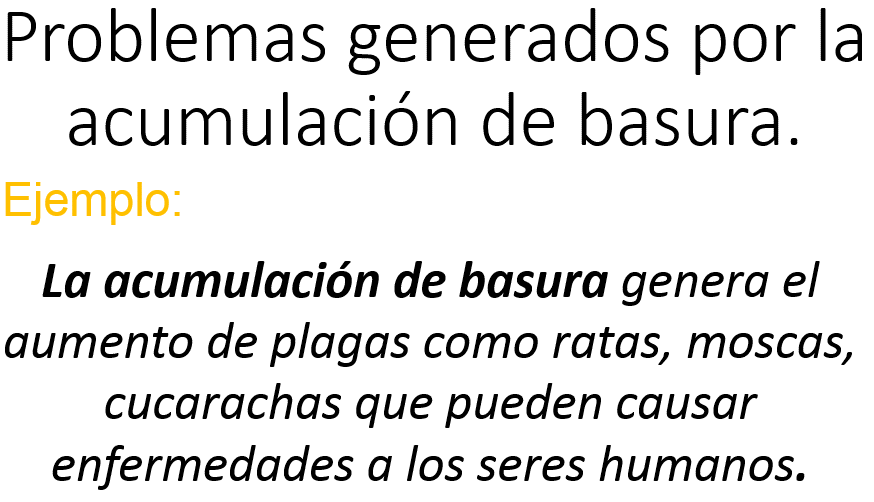 Problemas generados por la
acumulación de basura.
Ejemplo:
La acumulación de basura genera el
aumento de plagas como ratas, moscas,
cucarachas que pueden causar
enfermedades a los seres humanos.